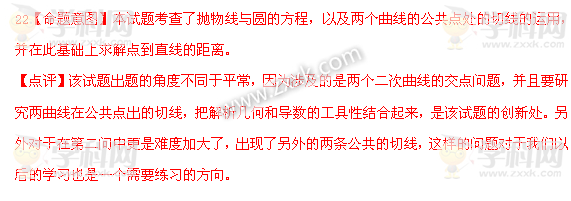 22【命题意图】本试题考查了抛物线与圆的方程，以及两个曲线的公共点处的切线的运用，
并在此基础上求解点到直线的距离。
【点评】该试题出题的角度不同于平常，因为涉及的是两个二次曲线的交点问题，并且要研
究两曲线在公共点出的切线，把解析几何和导数的工具性结合起来，是该试题的创新处。另
外对于在第二问中更是难度加大了，出现了另外的两条公共的切线，这样的问题对于我们以
后的学习也是一个需要练习的方向。
学科网
www.zxxk.com